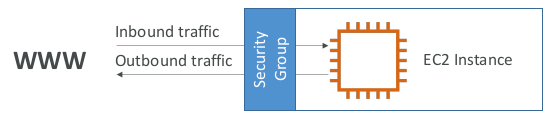 Inbound traffic
WWW
Outbound traffic
Security
Group
EC2 Instance